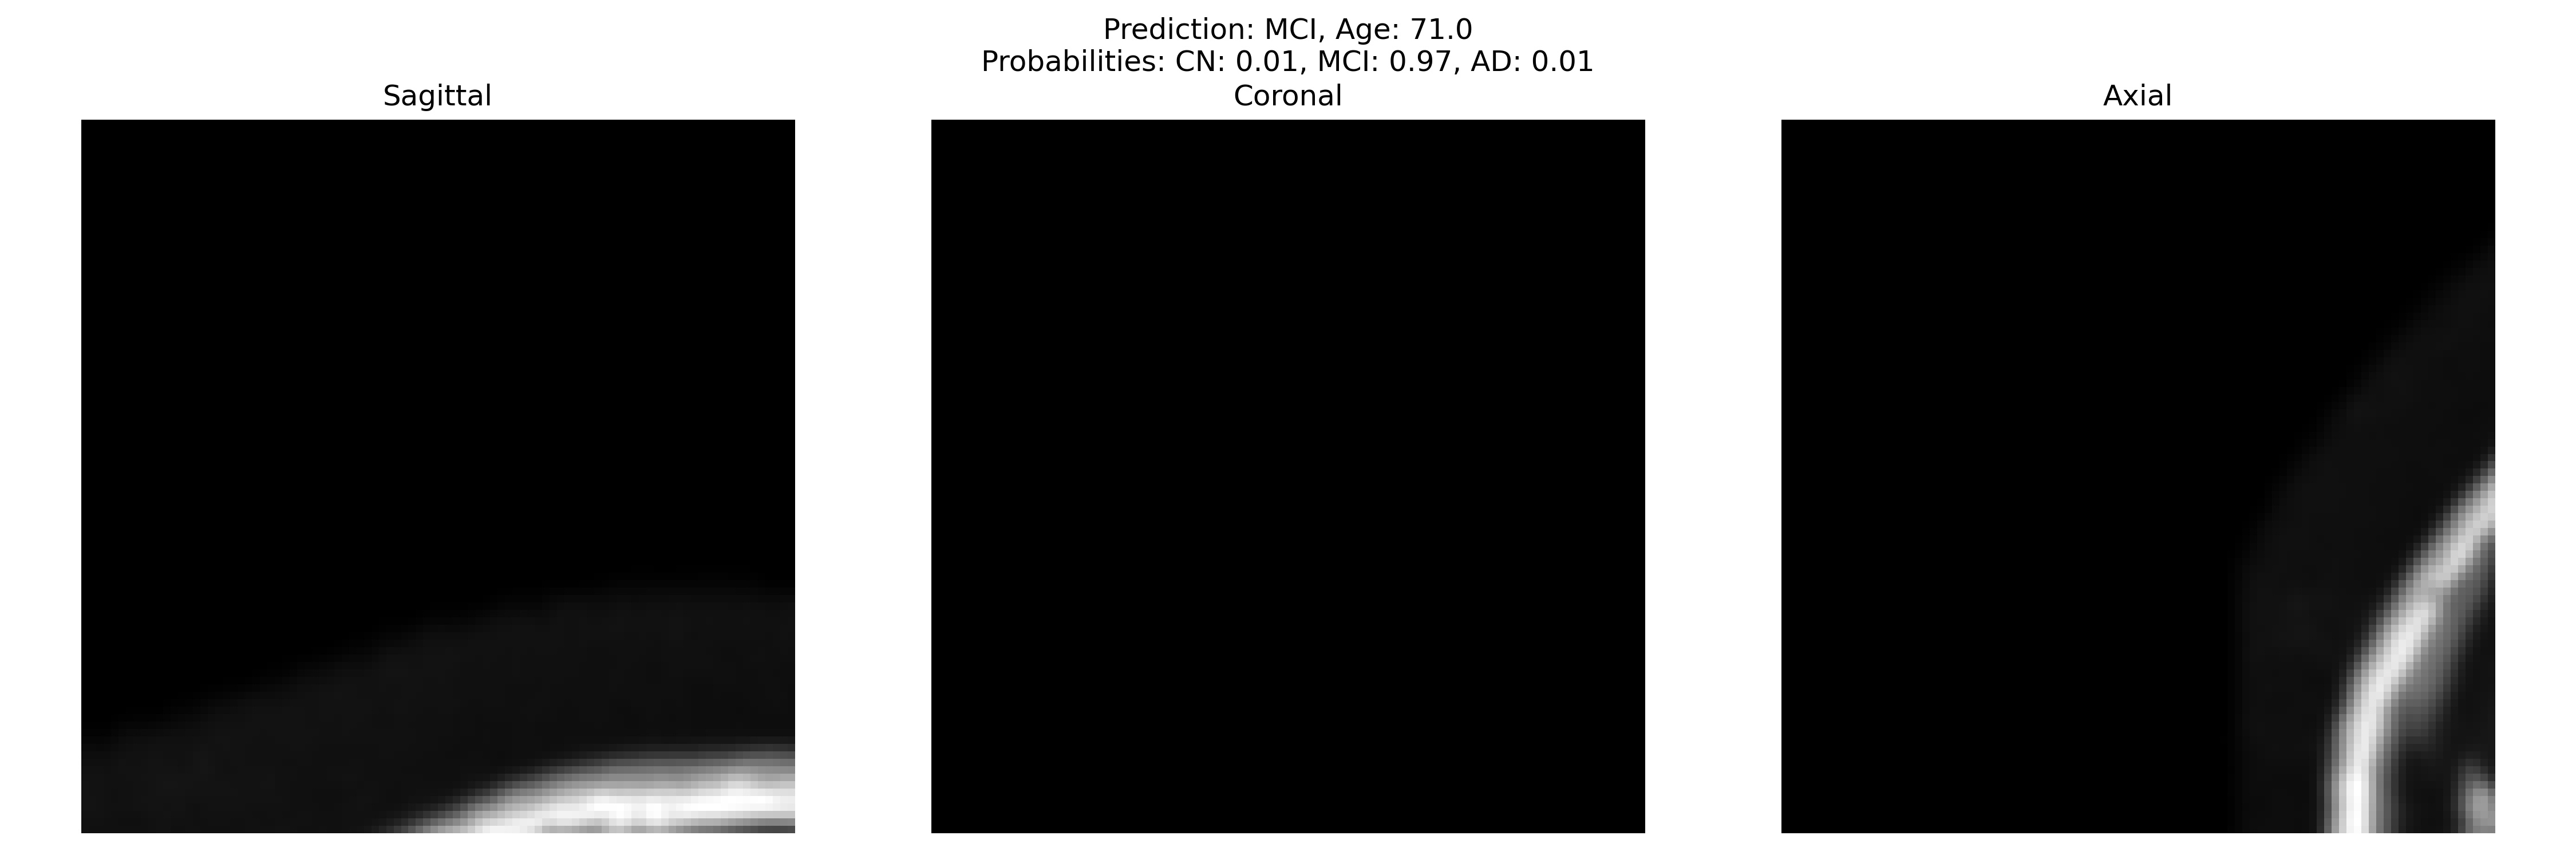 Prediction: MCI, Age: 71.0
Probabilities: CN: 0.01, MCI: 0.97, AD: 0.01
Sagittal
Coronal
Axial